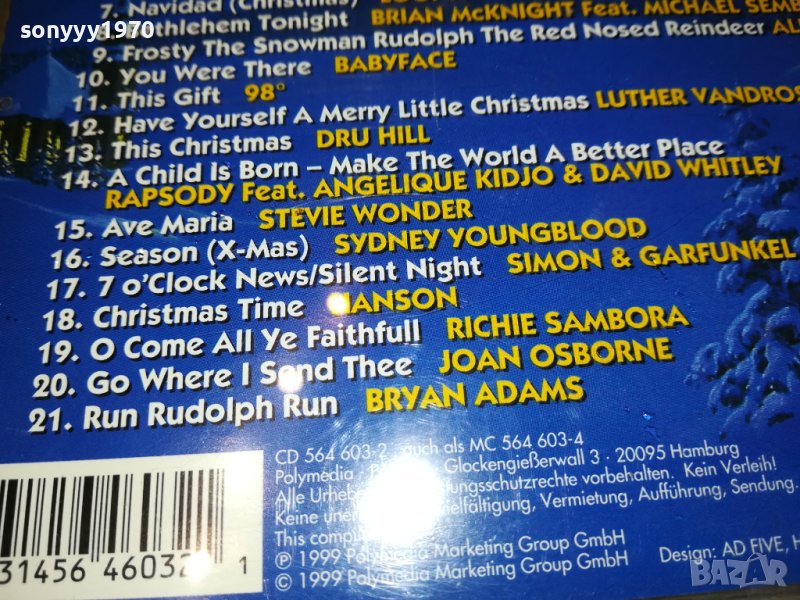 sonyyy1970
7. Navidad (Christmas)
Bethlehem Tonight BRIAN McKNIGHT Feat. MICHAEL SEMB
9. Frosty The Snowman Rudolph The Red Nosed Reindeer AL
10. You Were There BABYFACE
11. This Gift 98°
12. Have Yourself A Merry Little Christmas LUTHER VANDROS
13. This Christmas DRU HILL
14. A Child Is Born – Make The World A Better Place
RAPSODY Feat. ANGELIQUE KIDJO & DAVID WHITLEY
15. Ave Maria STEVIE WONDER
16. Season (X-Mas) SYDNEY YOUNGBLOOD
17. 7 o'Clock News/Silent Night SIMON & GARFUNKEL
18. Christmas Time HANSON
19. O Come All Ye Faithfull RICHIE SAMBORA
20. Go Where I Send Thee JOAN OSBORNE
21. Run Rudolph Run BRYAN ADAMS
CD 564 603-2 auch als MC 564 603-4
Polymedia Glockengießerwall 3 · 20095 Hamburg
Alle Urhebe ungsschutzrechte vorbehalten. Kein Verleih!
Keine uner ielfältigung, Vermietung, Aufführung, Sendung.
This compil
℗ 1999 Polymedia Marketing Group GmbH
© 1999 Polymedia Marketing Group GmbH
Design: AD FIVE, H
31456 46032 1
BAZAR